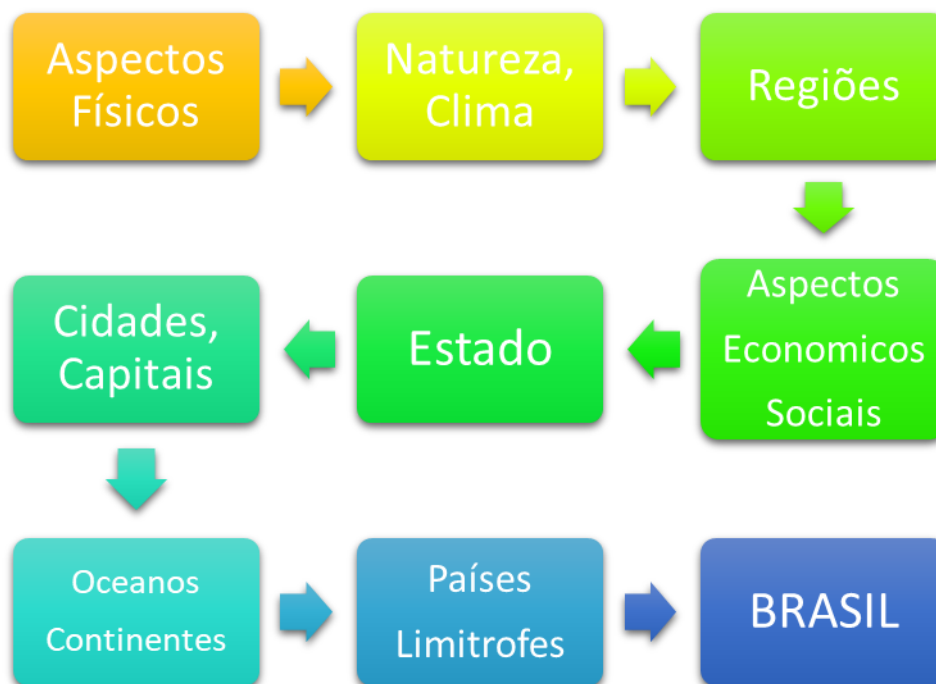 Aspectos
Físicos
Natureza,
Clima
Regiões
Aspectos
Economicos
Sociais
Estado
Cidades,
Capitais
Oceanos
Continentes
Países
Limitrofes
BRASIL